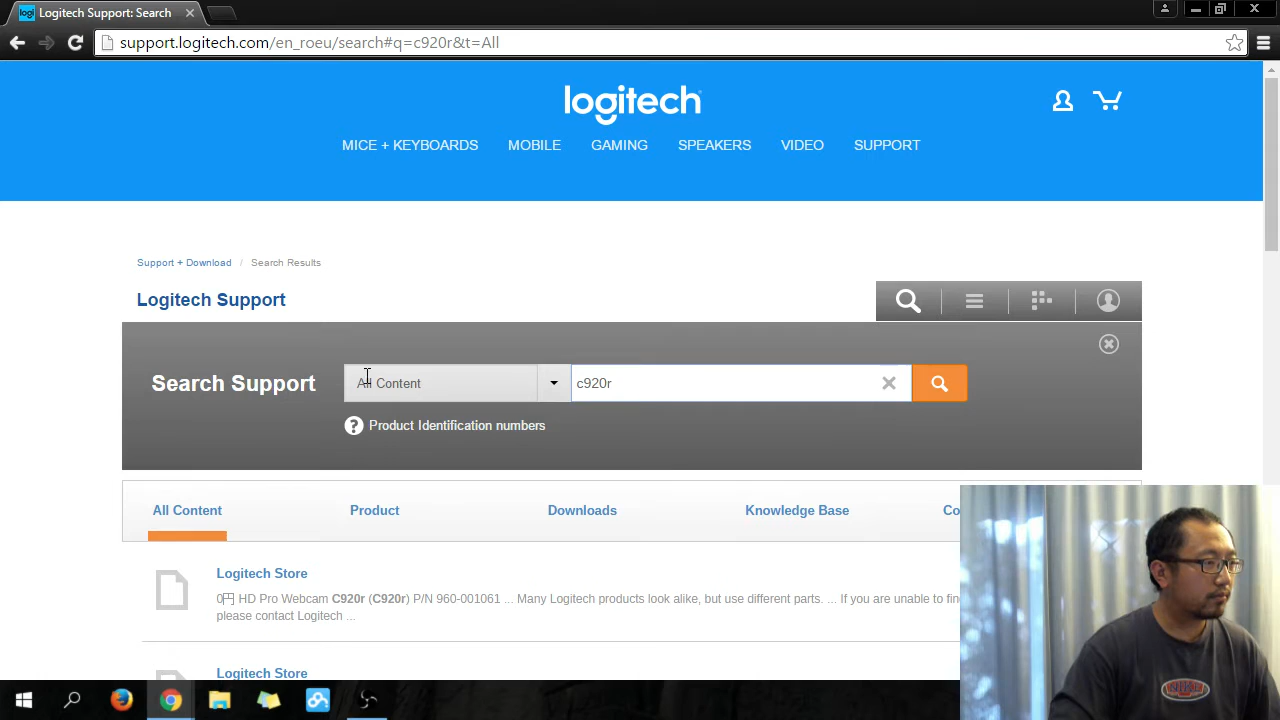 Logitech Support: Search
support.logitech.com/en_roeu/search#q=c920r&t=All
logitech
MICE + KEYBOARDS MOBILE GAMING SPEAKERS VIDEO SUPPORT
Support + Download / Search Results
Logitech Support
Search Support All Content c920r
? Product Identification numbers
All Content Product Downloads Knowledge Base Co
Logitech Store
0円 HD Pro Webcam C920r (C920r) P/N 960-001061 ... Many Logitech products look alike, but use different parts. ... If you are unable to fin
please contact Logitech ...
Logitech Store